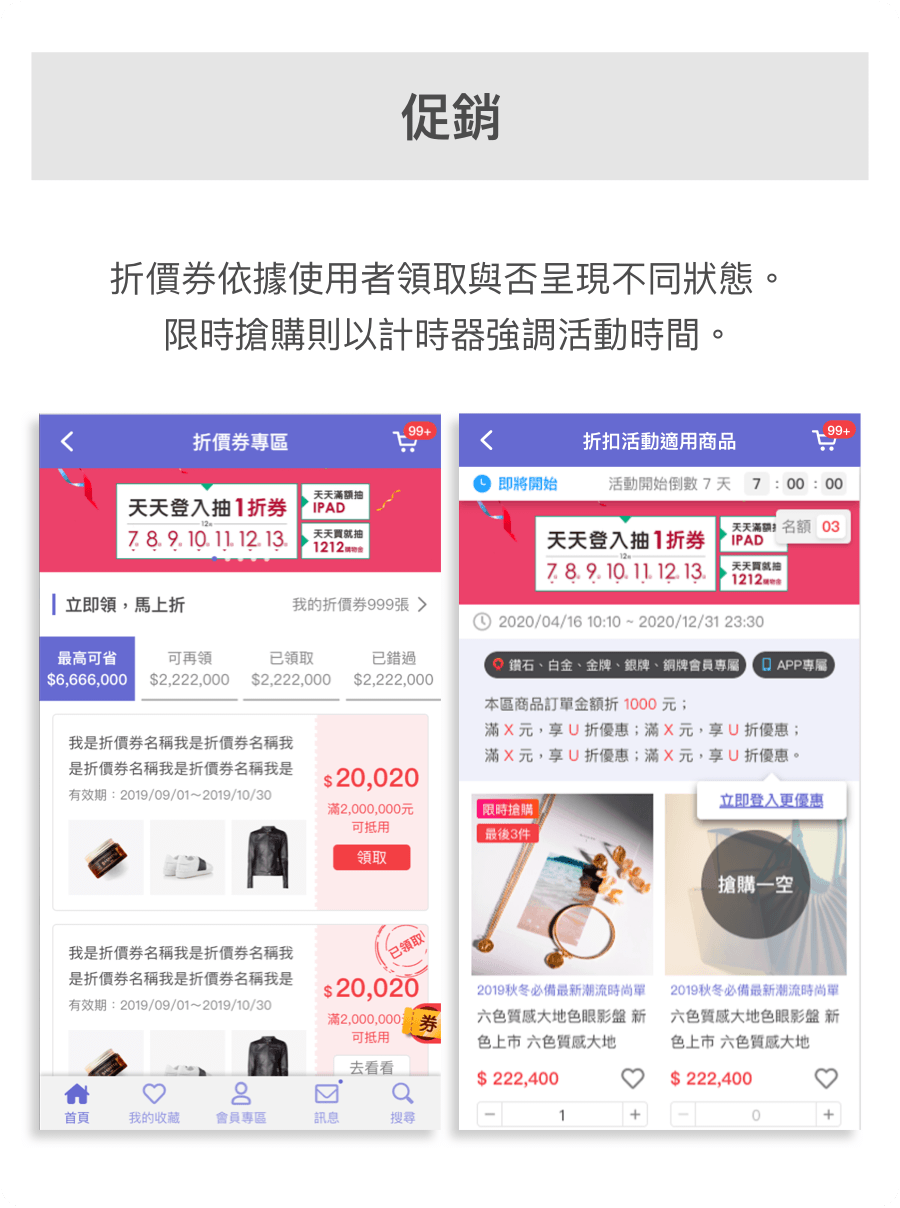 促銷
折價券依據使用者領取與否呈現不同狀態。
限時搶購則以計時器強調活動時間。
折價券專區
99+
天天登入抽1折券
12月
7. 8. 9. 10. 11. 12. 13.
天天滿額抽
IPAD
天天買就抽
1212購物金
立即領，馬上折
我的折價券999張
最高可省
$6,666,000
可再領
$2,222,000
已領取
$2,222,000
已錯過
$2,222,000
我是折價券名稱我是折價券名稱我
是折價券名稱我是折價券名稱我是
有效期：2019/09/01～2019/10/30
$20,020
滿2,000,000元
可抵用
領取
我是折價券名稱我是折價券名稱我
是折價券名稱我是折價券名稱我是
有效期：2019/09/01～2019/10/30
已領取!
$20,020
滿2,000,000
可抵用
券
去看看
首頁
我的收藏
會員專區
訊息
搜尋
折扣活動適用商品
99+
即將開始
活動開始倒數 7 天 7 : 00 : 00
名額 03
天天登入抽1折券
12月
7. 8. 9. 10. 11. 12. 13.
天天滿額
IPAD
天天買就抽
1212購物金
2020/04/16 10:10 ~ 2020/12/31 23:30
鑽石、白金、金牌、銀牌、銅牌會員專屬
APP專屬
本區商品訂單金額折 1000 元；
滿 X 元，享 U 折優惠；滿 X 元，享 U 折優惠；
滿 X 元，享 U 折優惠；滿 X 元，享 U 折優惠。
立即登入更優惠
限時搶購
最後3件
搶購一空
2019秋冬必備最新潮流時尚單
六色質感大地色眼影盤 新
色上市 六色質感大地
$ 222,400
− 1 +
2019秋冬必備最新潮流時尚單
六色質感大地色眼影盤 新
色上市 六色質感大地
$ 222,400
− 0 +